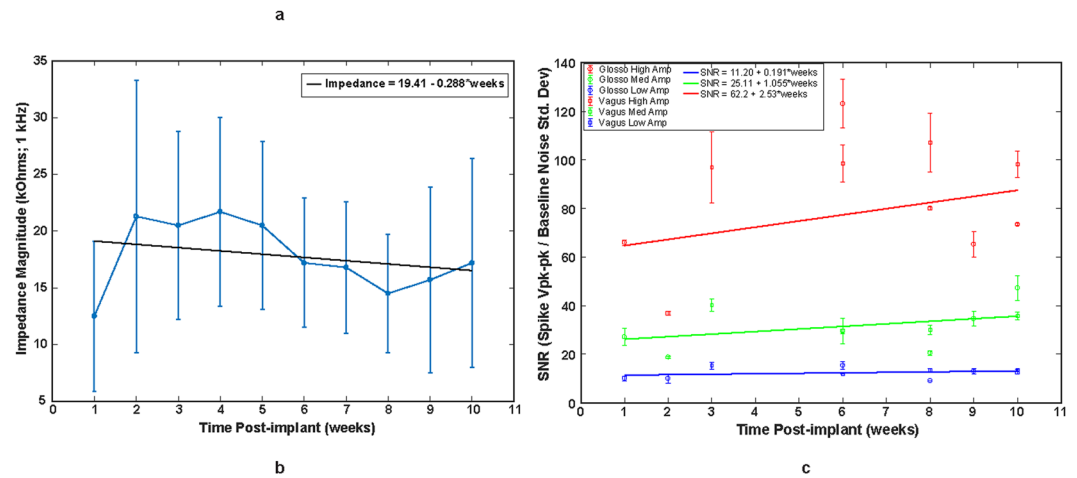 a
35
30
25
20
15
10
5
0 1 2 3 4 5 6 7 8 9 10 11
Impedance Magnitude (kOhms; 1 kHz)
Time Post-implant (weeks)
Impedance = 19.41 - 0.288*weeks
b
140
120
100
80
60
40
20
0
0 1 2 3 4 5 6 7 8 9 10 11
SNR (Spike Vpk-pk / Baseline Noise Std. Dev)
Time Post-implant (weeks)
Glosso High Amp
Glosso Med Amp
Glosso Low Amp
Vagus High Amp
Vagus Med Amp
Vagus Low Amp
SNR = 11.20 + 0.191*weeks
SNR = 25.11 + 1.055*weeks
SNR = 62.2 + 2.53*weeks
c